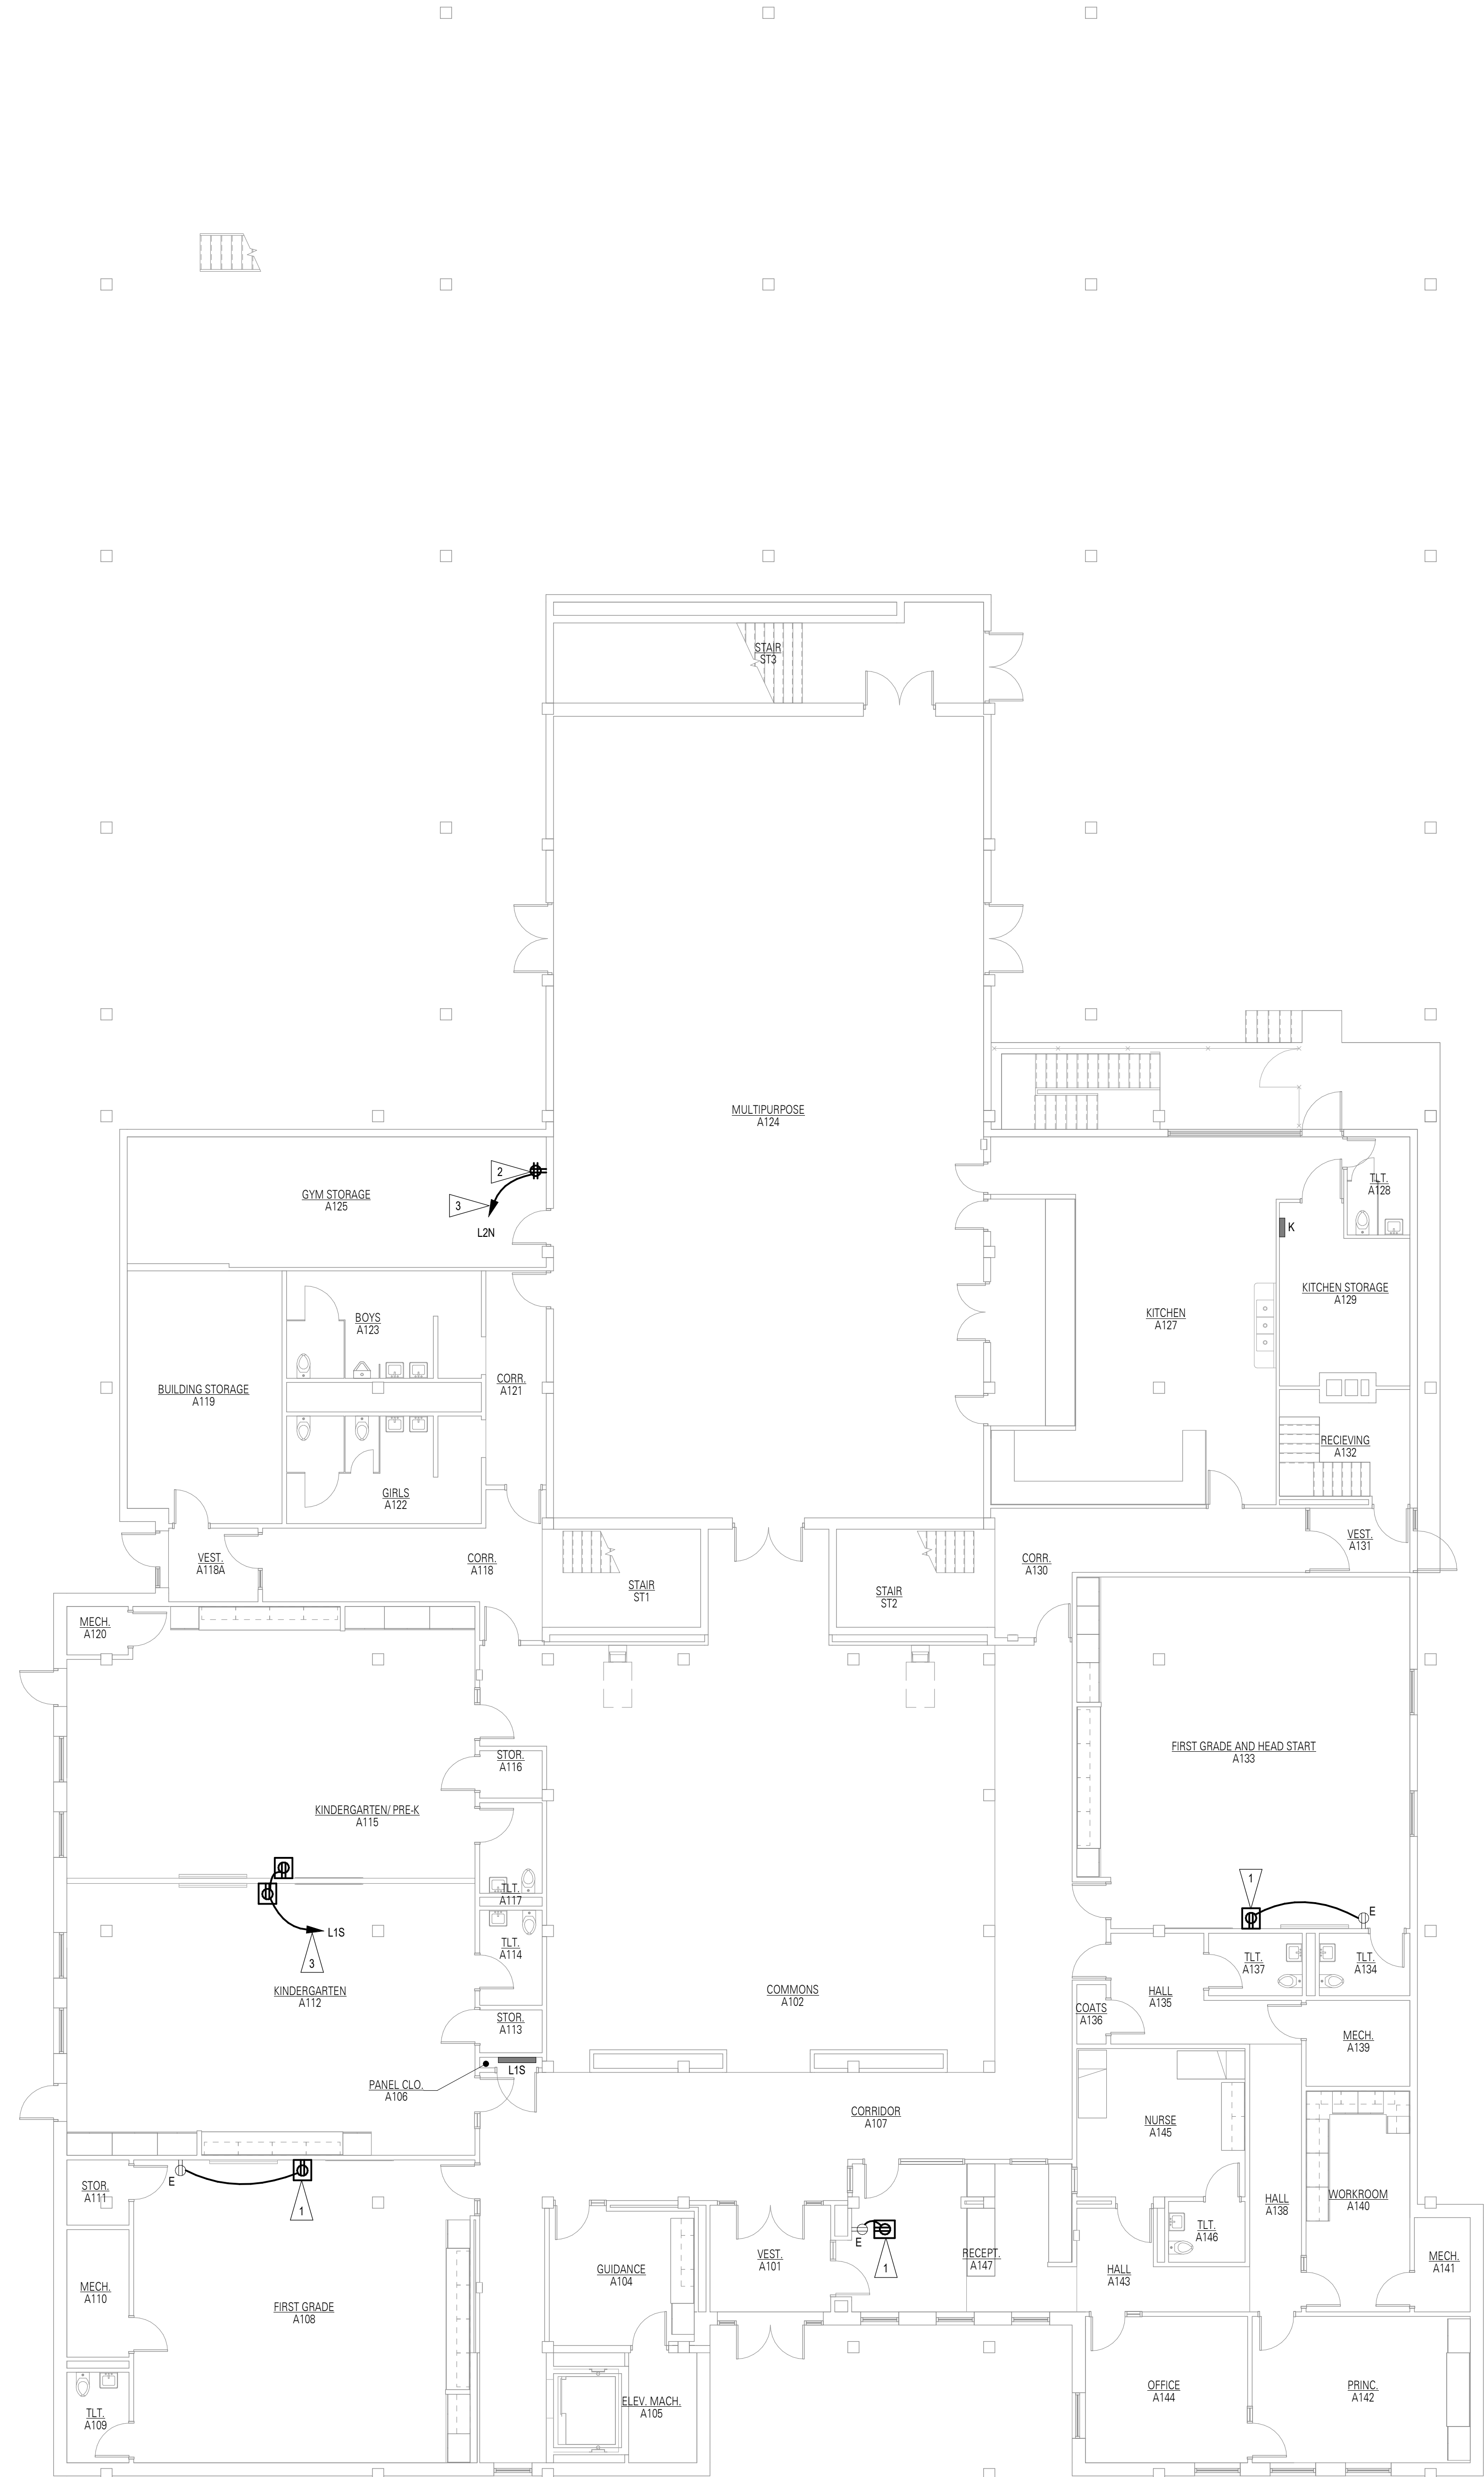 STAIR
ST3
MULTIPURPOSE
A124
2
3
GYM STORAGE
A125
L2N
TLT.
A128
K
KITCHEN STORAGE
A129
BOYS
A123
KITCHEN
A127
CORR.
A121
BUILDING STORAGE
A119
RECIEVING
A132
GIRLS
A122
VEST.
A118A
CORR.
A118
STAIR
ST1
STAIR
ST2
CORR.
A130
VEST.
A131
MECH.
A120
STOR.
A116
FIRST GRADE AND HEAD START
A133
KINDERGARTEN/ PRE-K
A115
TLT.
A117
1
E
L1S
3
TLT.
A114
TLT.
A137
TLT.
A134
KINDERGARTEN
A112
COMMONS
A102
HALL
A135
STOR.
A113
COATS
A136
MECH.
A139
L1S
PANEL CLO.
A106
CORRIDOR
A107
NURSE
A145
E
1
STOR.
A111
HALL
A138
WORKROOM
A140
TLT.
A146
E
1
VEST.
A101
RECEPT.
A147
MECH.
A141
GUIDANCE
A104
HALL
A143
MECH.
A110
FIRST GRADE
A108
OFFICE
A144
PRINC.
A142
ELEV. MACH.
A105
TLT.
A109